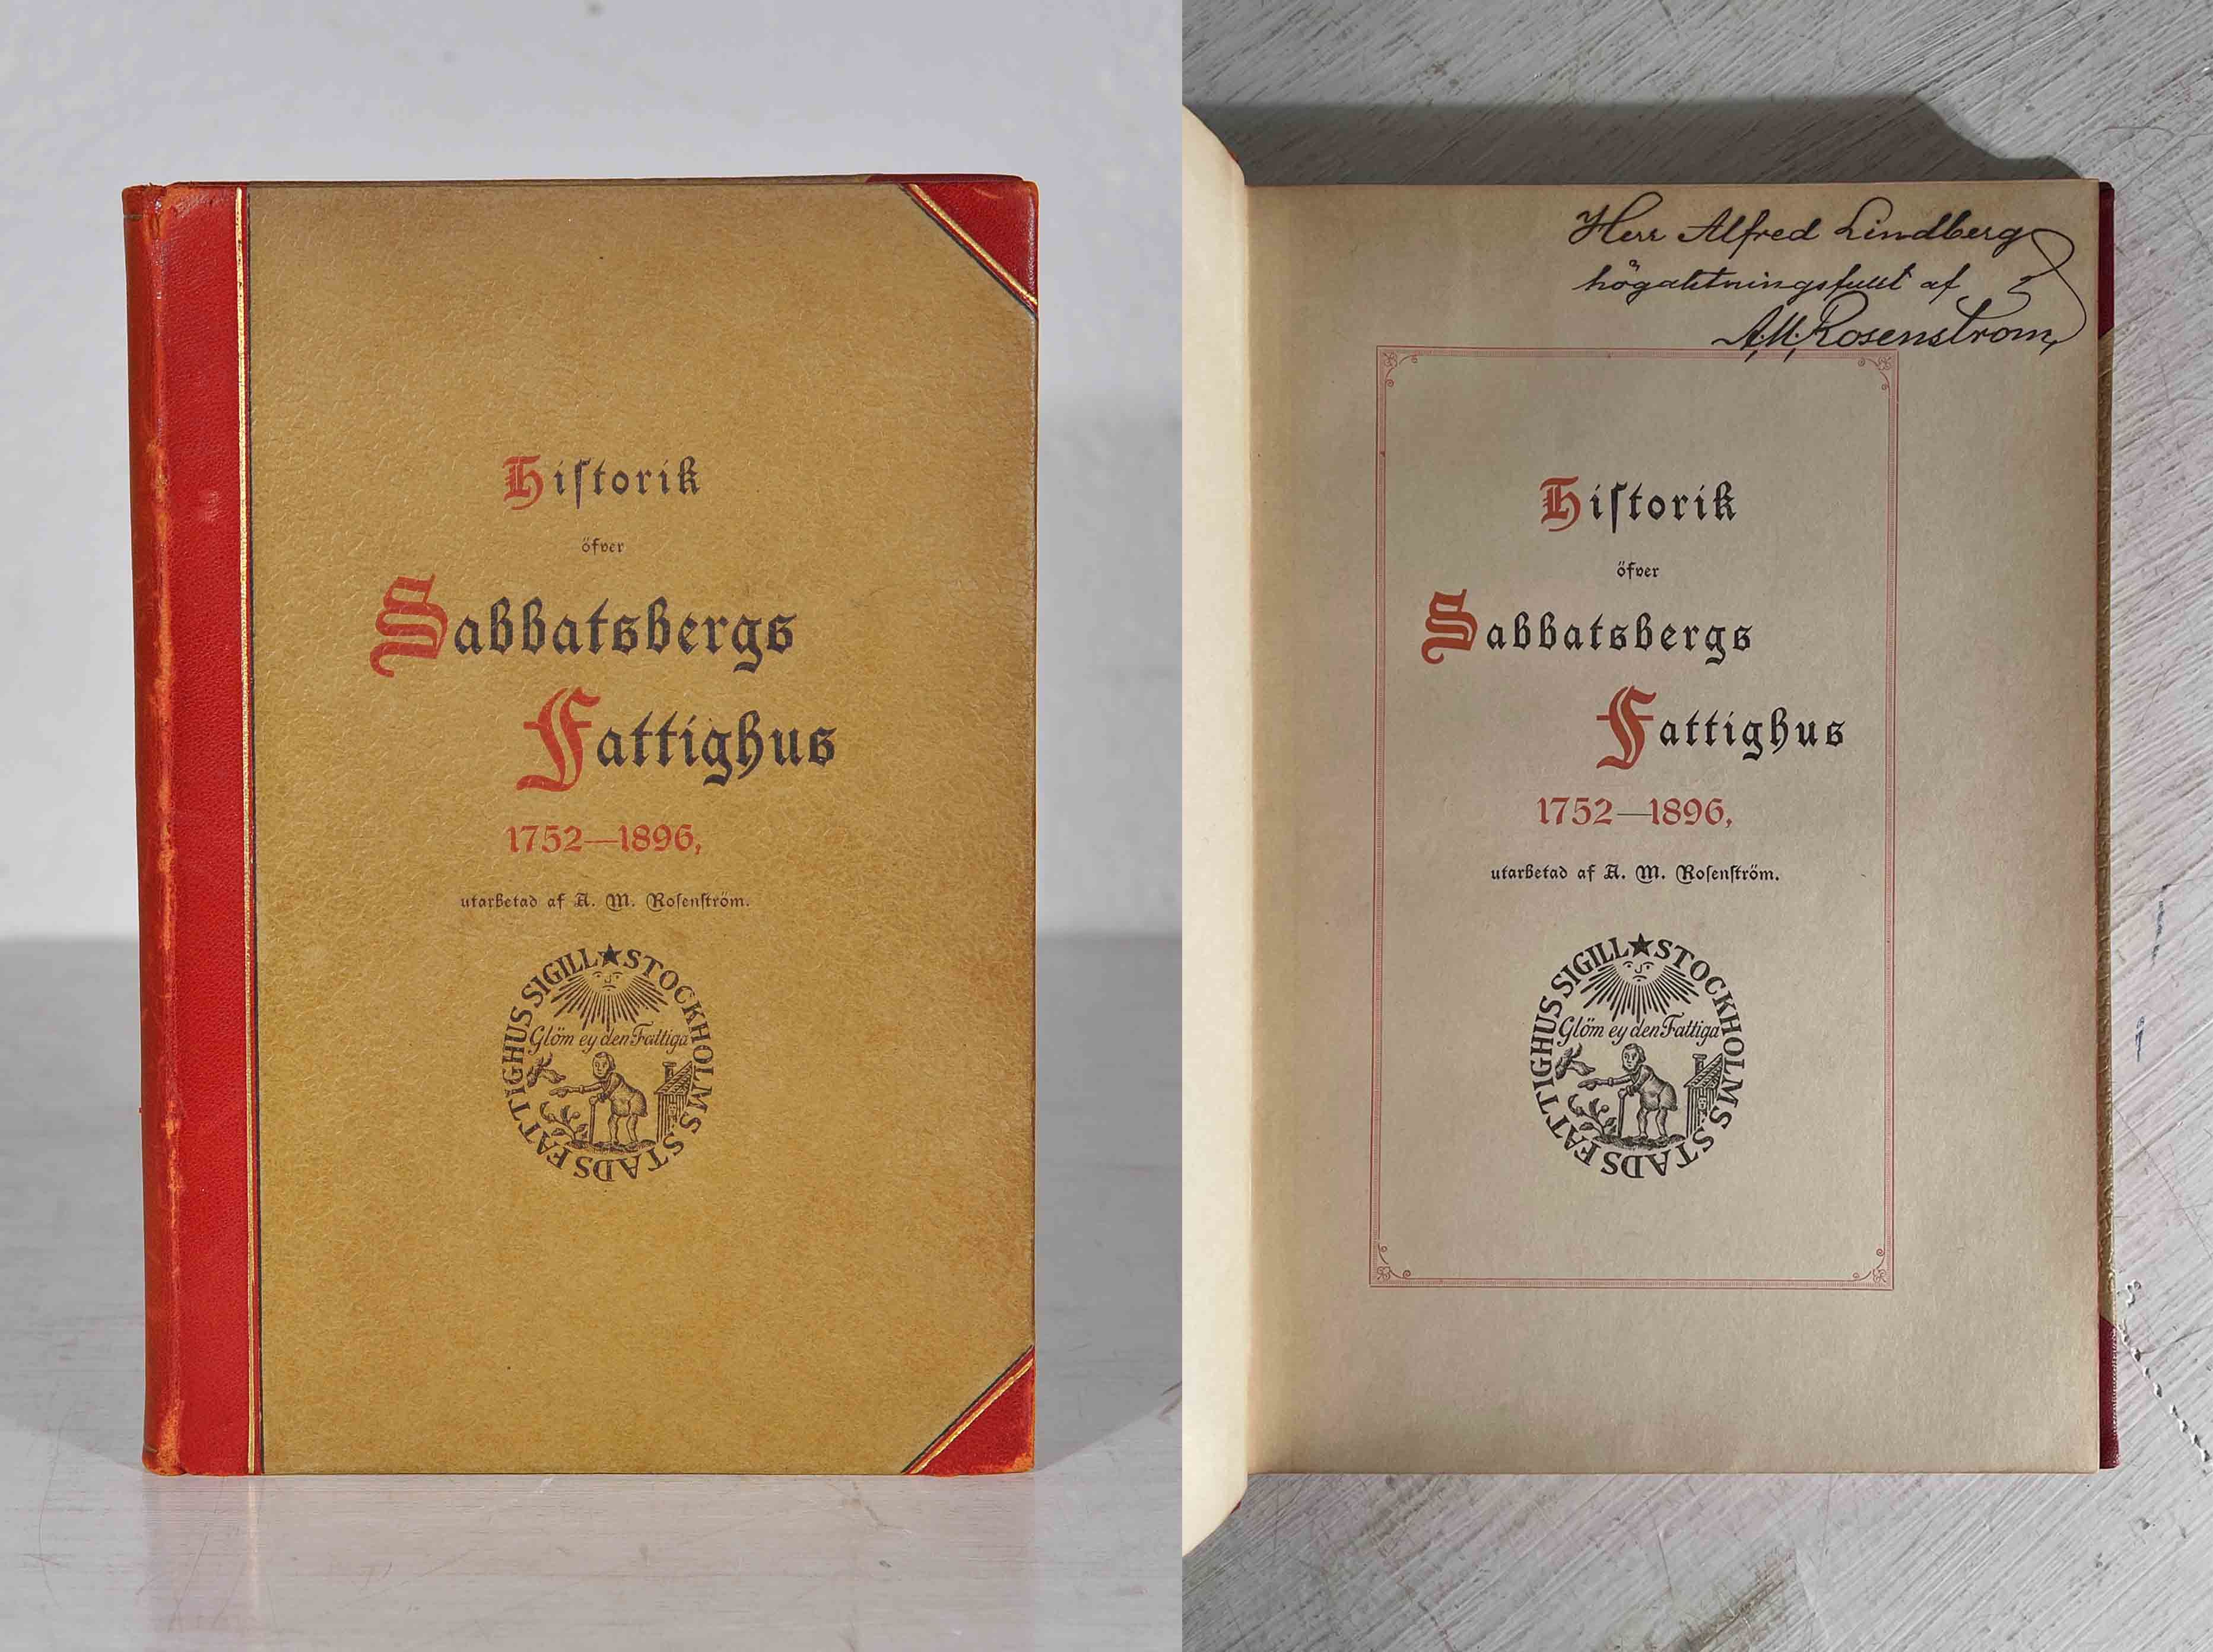 Historik
öfver
Sabbatsbergs
Fattighus
1752—1896,
utarbetad af A. M. Rosenström.
STOCKHOLMS STADS FATTIGHUS SIGILL
Glöm ey den Fattiga
Herr Alfred Lindberg
högaktningsfullt af
A.M. Rosenström,
Historik
öfver
Sabbatsbergs
Fattighus
1752—1896,
utarbetad af A. M. Rosenström.
STOCKHOLMS STADS FATTIGHUS SIGILL
Glöm ey den Fattiga